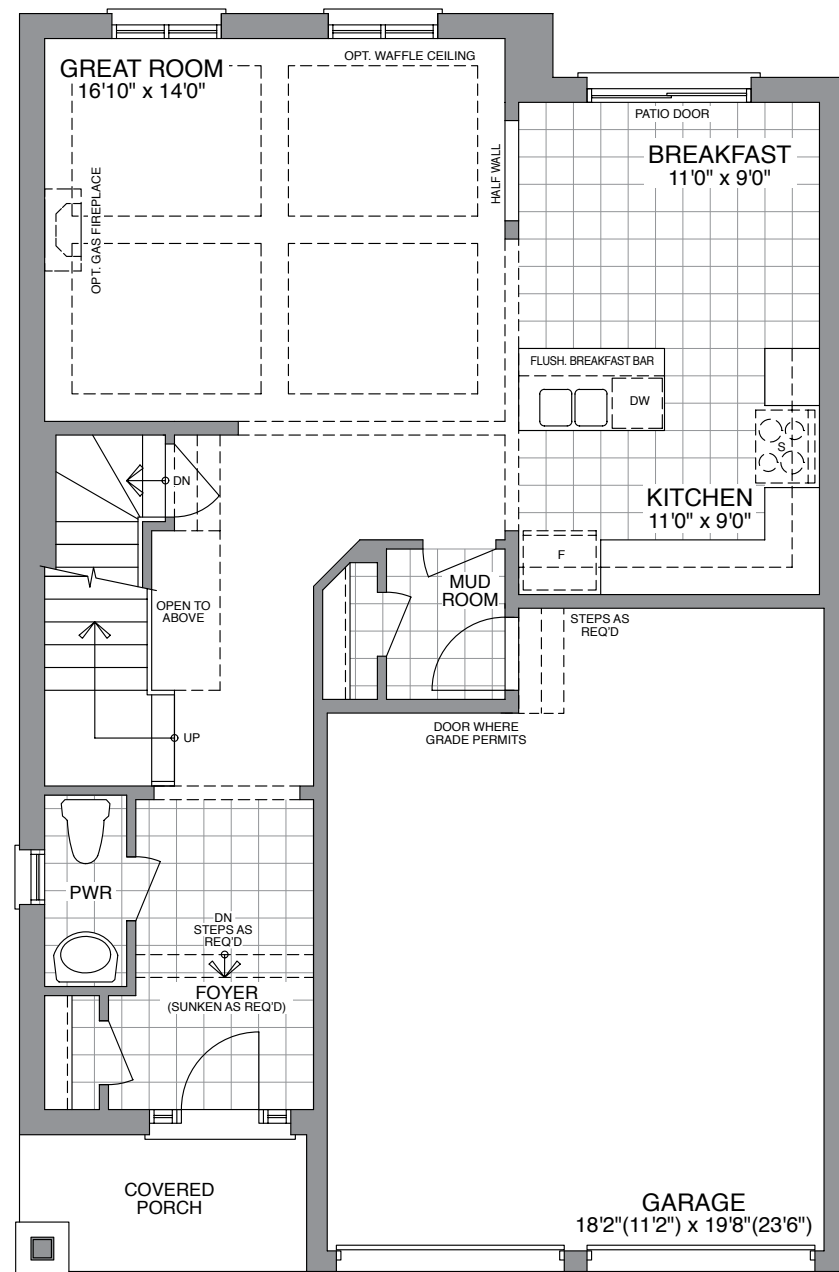 OPT. WAFFLE CEILING
GREAT ROOM
16'10" x 14'0"
OPT. GAS FIREPLACE
HALF WALL
PATIO DOOR
BREAKFAST
11'0" x 9'0"
FLUSH. BREAKFAST BAR
DW
S
KITCHEN
11'0" x 9'0"
F
DN
OPEN TO
ABOVE
UP
MUD
ROOM
STEPS AS
REQ'D
DOOR WHERE
GRADE PERMITS
PWR
DN
STEPS AS
REQ'D
FOYER
(SUNKEN AS REQ'D)
COVERED
PORCH
GARAGE
18'2"(11'2") x 19'8"(23'6")